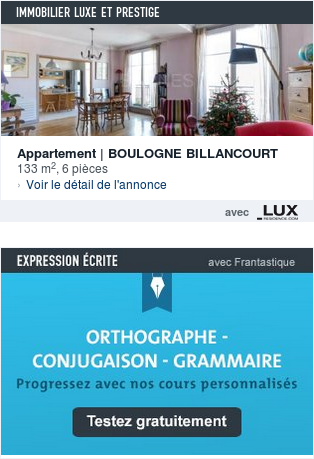 IMMOBILIER LUXE ET PRESTIGE
Appartement | BOULOGNE BILLANCOURT
133 m², 6 pièces
› Voir le détail de l'annonce
avec LUX
RESIDENCE.COM
EXPRESSION ÉCRITE avec Frantastique
ORTHOGRAPHE -
CONJUGAISON - GRAMMAIRE
Progressez avec nos cours personnalisés
Testez gratuitement